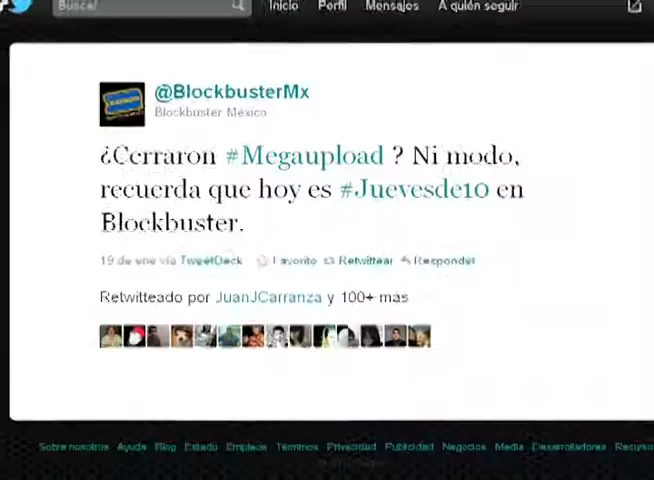 Buscar
Inicio Perfil Mensajes A quién seguir
@BlockbusterMx
Blockbuster México
¿Cerraron #Megaupload ? Ni modo,
recuerda que hoy es #Juevesde10 en
Blockbuster.
19 de ene vía TweetDeck Favorito Retwittear Responder
Retwitteado por JuanJCarranza y 100+ más
Sobre nosotros Ayuda Blog Estado Empleos Términos Privacidad Publicidad Negocios Media Desarrolladores Recurso